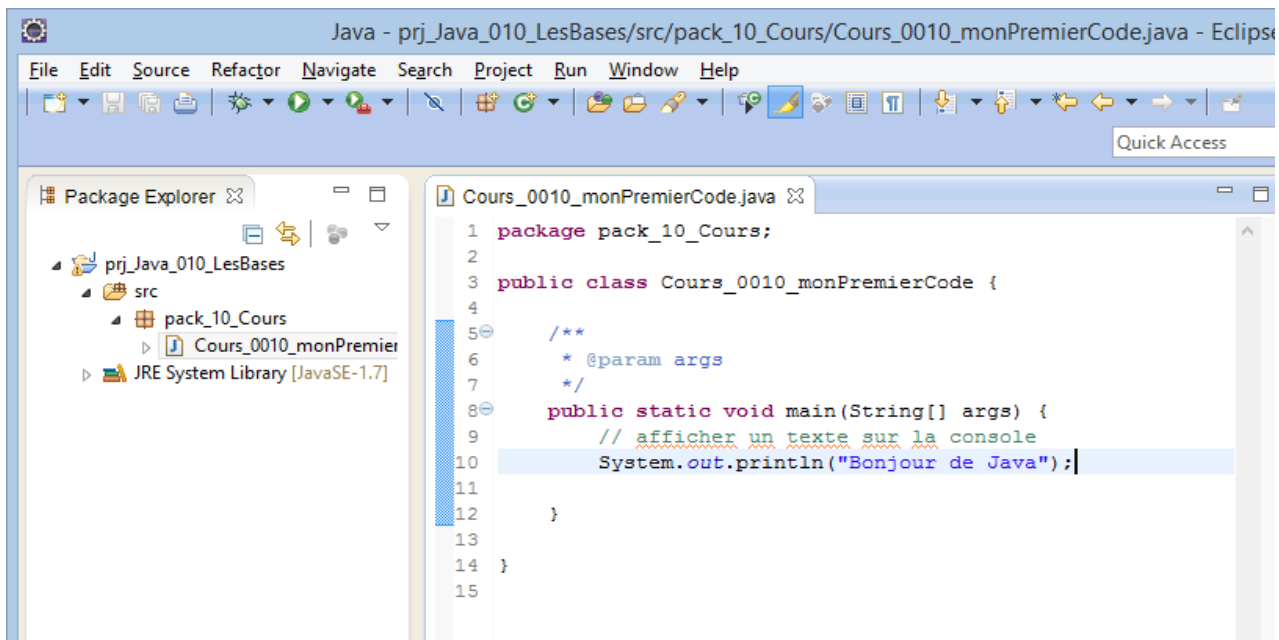 Java - prj_Java_010_LesBases/src/pack_10_Cours/Cours_0010_monPremierCode.java - Eclipse
File Edit Source Refactor Navigate Search Project Run Window Help
Quick Access
Package Explorer
prj_Java_010_LesBases
src
pack_10_Cours
Cours_0010_monPremier
JRE System Library [JavaSE-1.7]
Cours_0010_monPremierCode.java
1 package pack_10_Cours;
2
3 public class Cours_0010_monPremierCode {
4
5 /**
6 * @param args
7 */
8 public static void main(String[] args) {
9 // afficher un texte sur la console
10 System.out.println("Bonjour de Java");
11
12 }
13
14 }
15